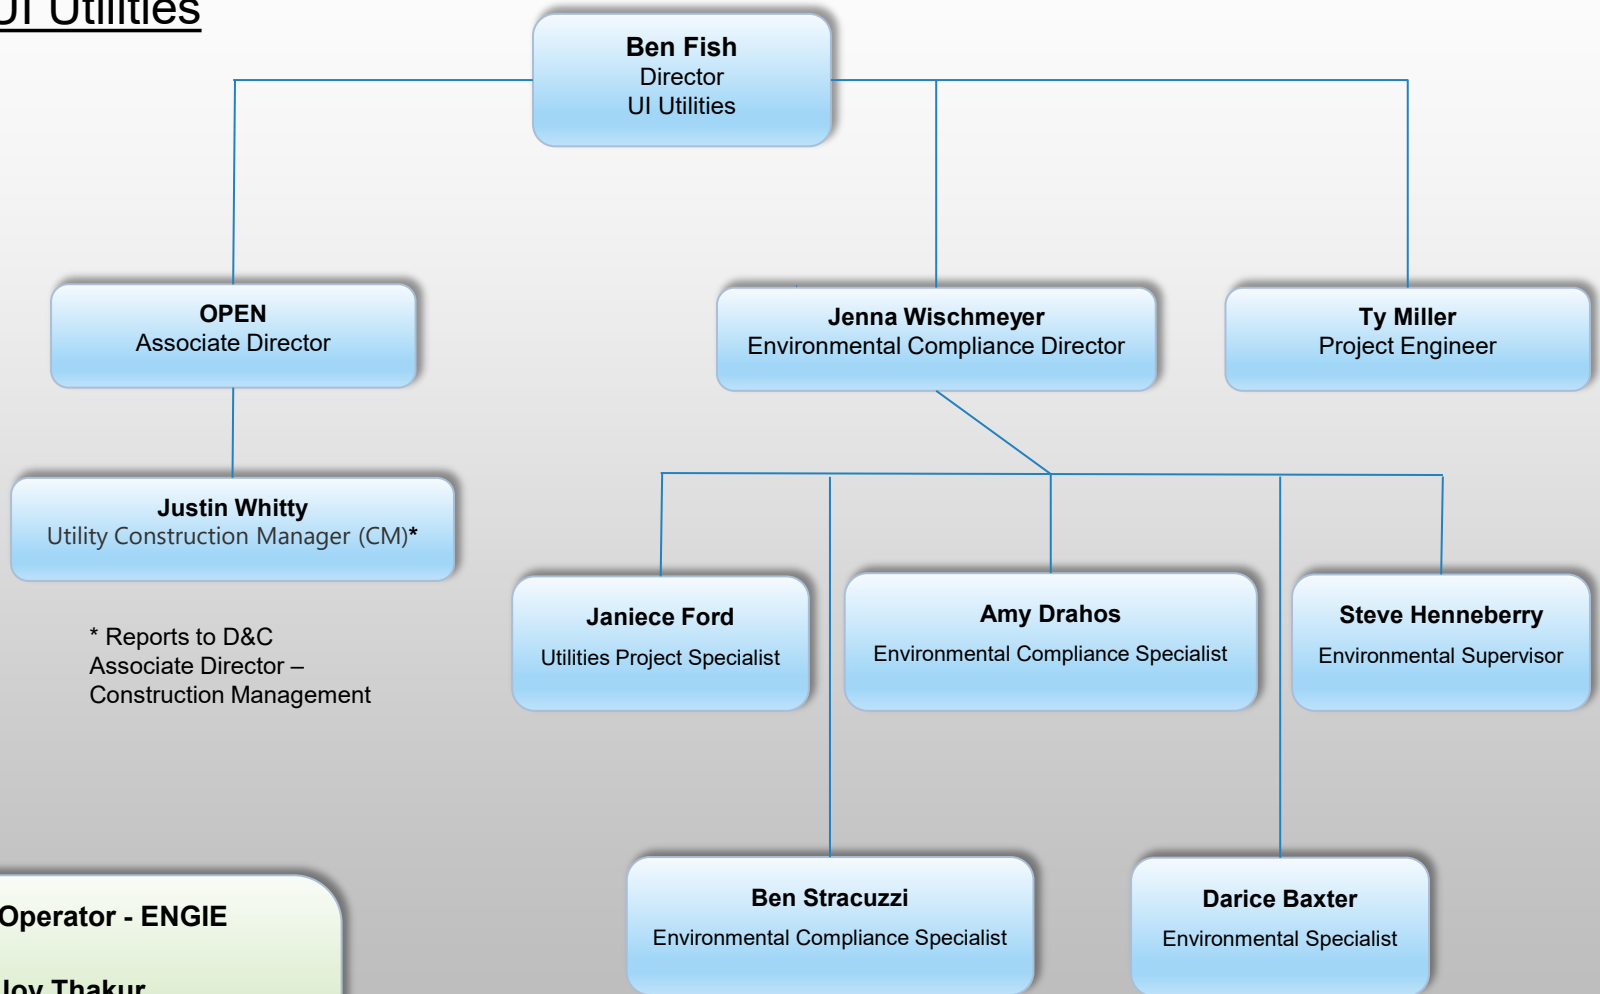 UI Utilities
Ben Fish
Director
UI Utilities
OPEN
Associate Director
Jenna Wischmeyer
Environmental Compliance Director
Ty Miller
Project Engineer
Justin Whitty
Utility Construction Manager (CM)*
* Reports to D&C
Associate Director –
Construction Management
Janiece Ford
Utilities Project Specialist
Amy Drahos
Environmental Compliance Specialist
Steve Henneberry
Environmental Supervisor
Ben Stracuzzi
Environmental Compliance Specialist
Darice Baxter
Environmental Specialist
Operator - ENGIE
Joy Thakur